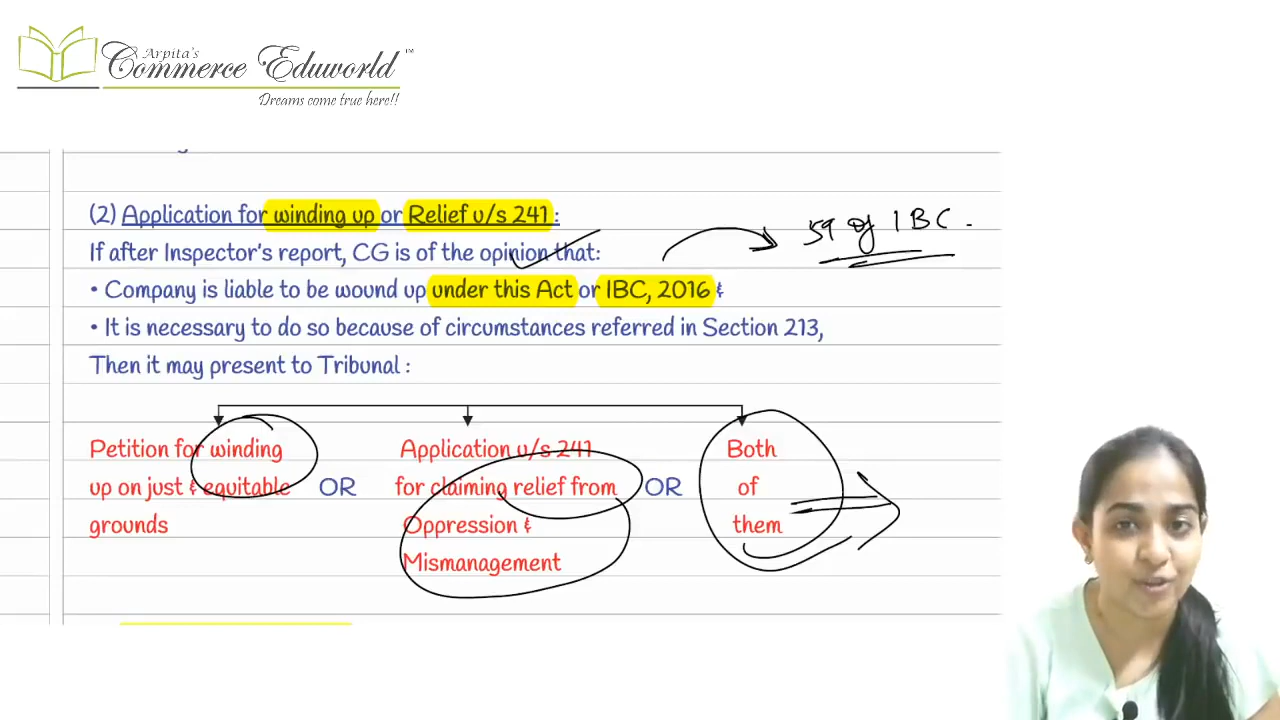 Arpita's
Commerce Eduworld™
Dreams come true here!!
(2) Application for winding up or Relief u/s 241 :
59 of IBC.
If after Inspector's report, CG is of the opinion that:
• Company is liable to be wound up under this Act or IBC, 2016 &
• It is necessary to do so because of circumstances referred in Section 213,
Then it may present to Tribunal :
Petition for winding
up on just & equitable
grounds
OR
Application u/s 241
for claiming relief from
Oppression &
Mismanagement
OR
Both
of
them